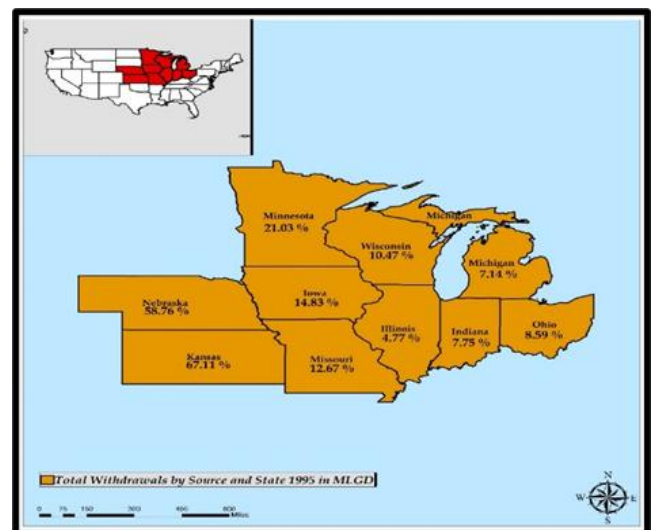 Minnesota
21.03 %
Michigan
Wisconsin
10.47 %
Michigan
7.14 %
Nebraska
58.76 %
Iowa
14.83 %
Illinois
4.77 %
Indiana
7.75 %
Ohio
8.59 %
Kansas
67.11 %
Missouri
12.67 %
Total Withdrawals by Source and State 1995 in MLGD
0 75 150 300 Miles
N
W
S